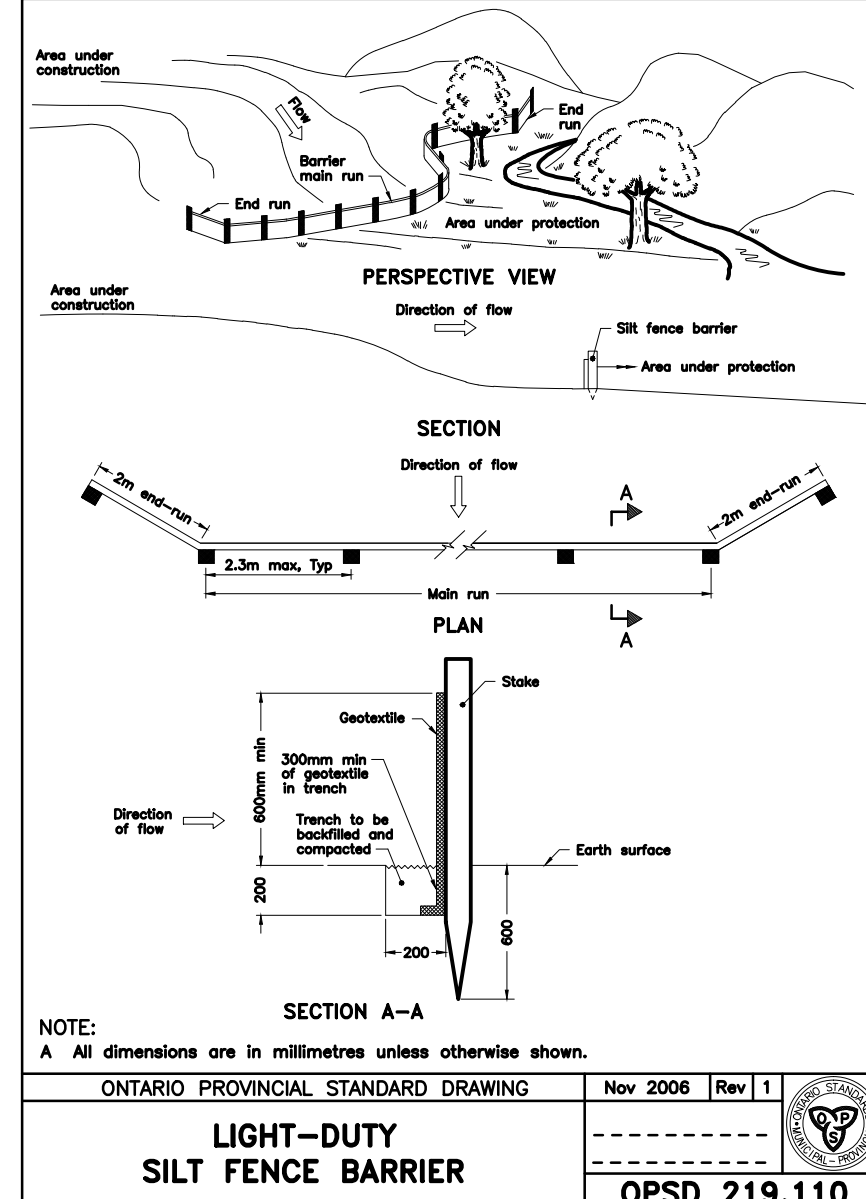 Area under
construction
Flow
End
run
Barrier
main run
End run
Area under protection
PERSPECTIVE VIEW
Area under
construction
Direction of flow
Silt fence barrier
Area under protection
SECTION
Direction of flow
2m end-run
A
2m end-run
2.3m max, Typ
Main run
PLAN
A
Stake
Geotextile
600mm min
300mm min
of geotextile
in trench
Direction
of flow
Trench to be
backfilled and
compacted
Earth surface
200
600
200
SECTION A-A
NOTE:
A All dimensions are in millimetres unless otherwise shown.
ONTARIO PROVINCIAL STANDARD DRAWING
Nov 2006 Rev 1
LIGHT-DUTY
SILT FENCE BARRIER
OPS
OPSD 219.110